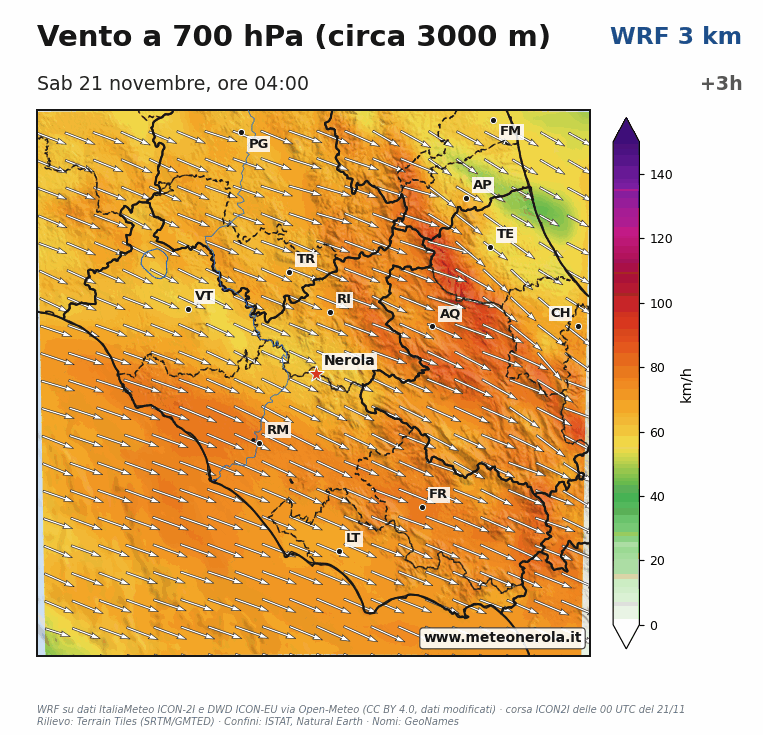 Vento a 700 hPa (circa 3000 m)
WRF 3 km
Sab 21 novembre, ore 04:00
+3h
FM
PG
AP
TE
TR
VT
RI
AQ
CH
Nerola
RM
FR
LT
www.meteonerola.it
140
120
100
80
60
40
20
0
km/h
WRF su dati ItaliaMeteo ICON-2I e DWD ICON-EU via Open-Meteo (CC BY 4.0, dati modificati) · corsa ICON2I delle 00 UTC del 21/11
Rilievo: Terrain Tiles (SRTM/GMTED) · Confini: ISTAT, Natural Earth · Nomi: GeoNames